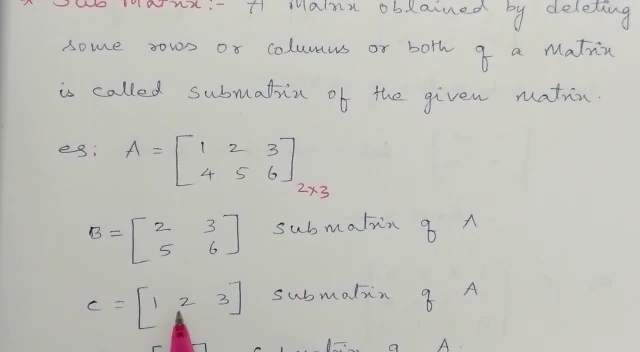 * Sub Matrix:- A Matrix obtained by deleting
some rows or columns or both of a Matrix
is called submatrix of the given matrix.
eg: A = [ 1 2 3
4 5 6 ] 2x3
B = [ 2 3
5 6 ] submatrix of A
C = [ 1 2 3 ] submatrix of A
of A